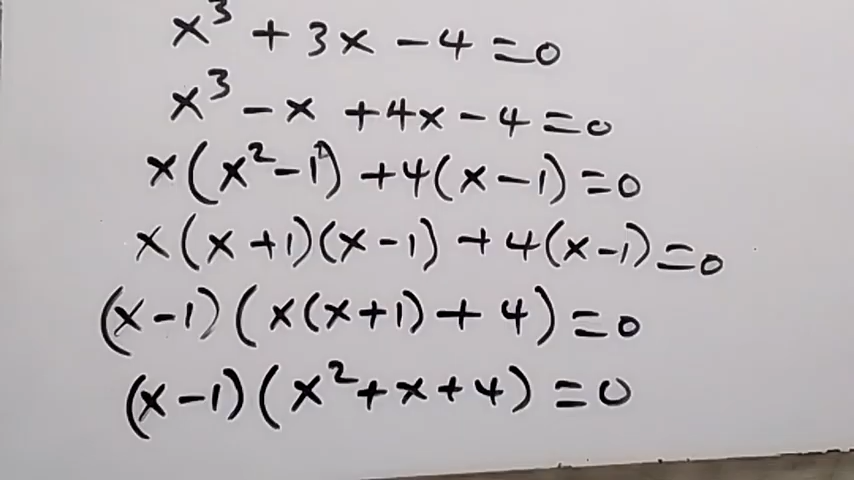 x³ + 3x - 4 = 0
x³ - x + 4x - 4 = 0
x(x² - 1²) + 4(x - 1) = 0
x(x + 1)(x - 1) + 4(x - 1) = 0
(x - 1)(x(x + 1) + 4) = 0
(x - 1)(x² + x + 4) = 0